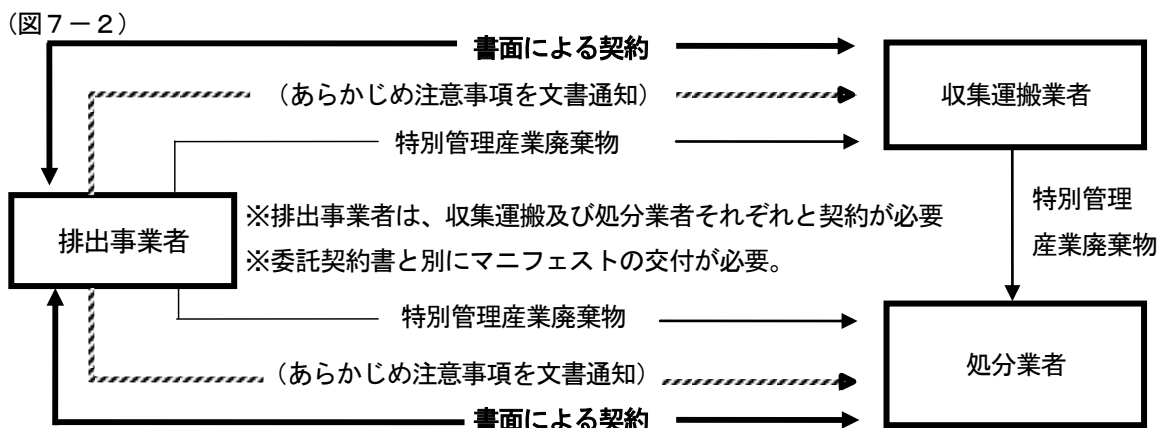 （図７－２）
書面による契約
（あらかじめ注意事項を文書通知）
収集運搬業者
特別管理産業廃棄物
※排出事業者は、収集運搬及び処分業者それぞれと契約が必要
排出事業者
※委託契約書と別にマニフェストの交付が必要。
特別管理
産業廃棄物
特別管理産業廃棄物
（あらかじめ注意事項を文書通知）
処分業者
書面による契約